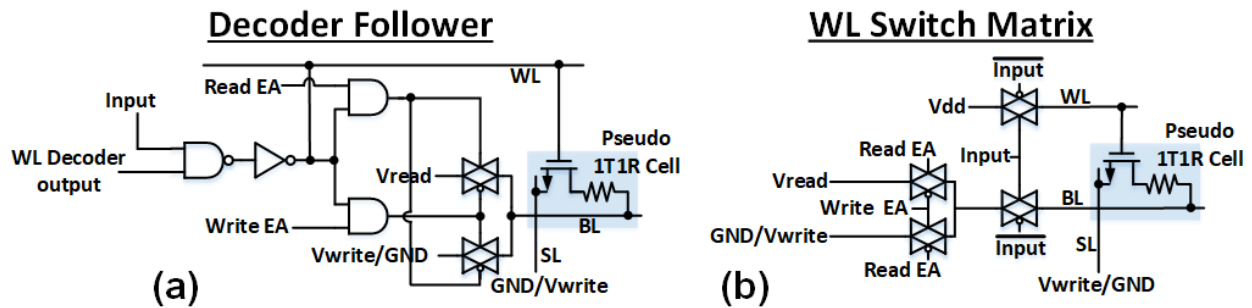 Decoder Follower
WL
Read EA
Input
Pseudo
1T1R Cell
WL Decoder
output
Vread
Write EA
BL
Vwrite/GND
SL
GND/Vwrite
(a)
WL Switch Matrix
Input
Vdd
WL
Pseudo
1T1R Cell
Read EA
Input
Vread
Write EA
BL
GND/Vwrite
Input
SL
Read EA
Vwrite/GND
(b)